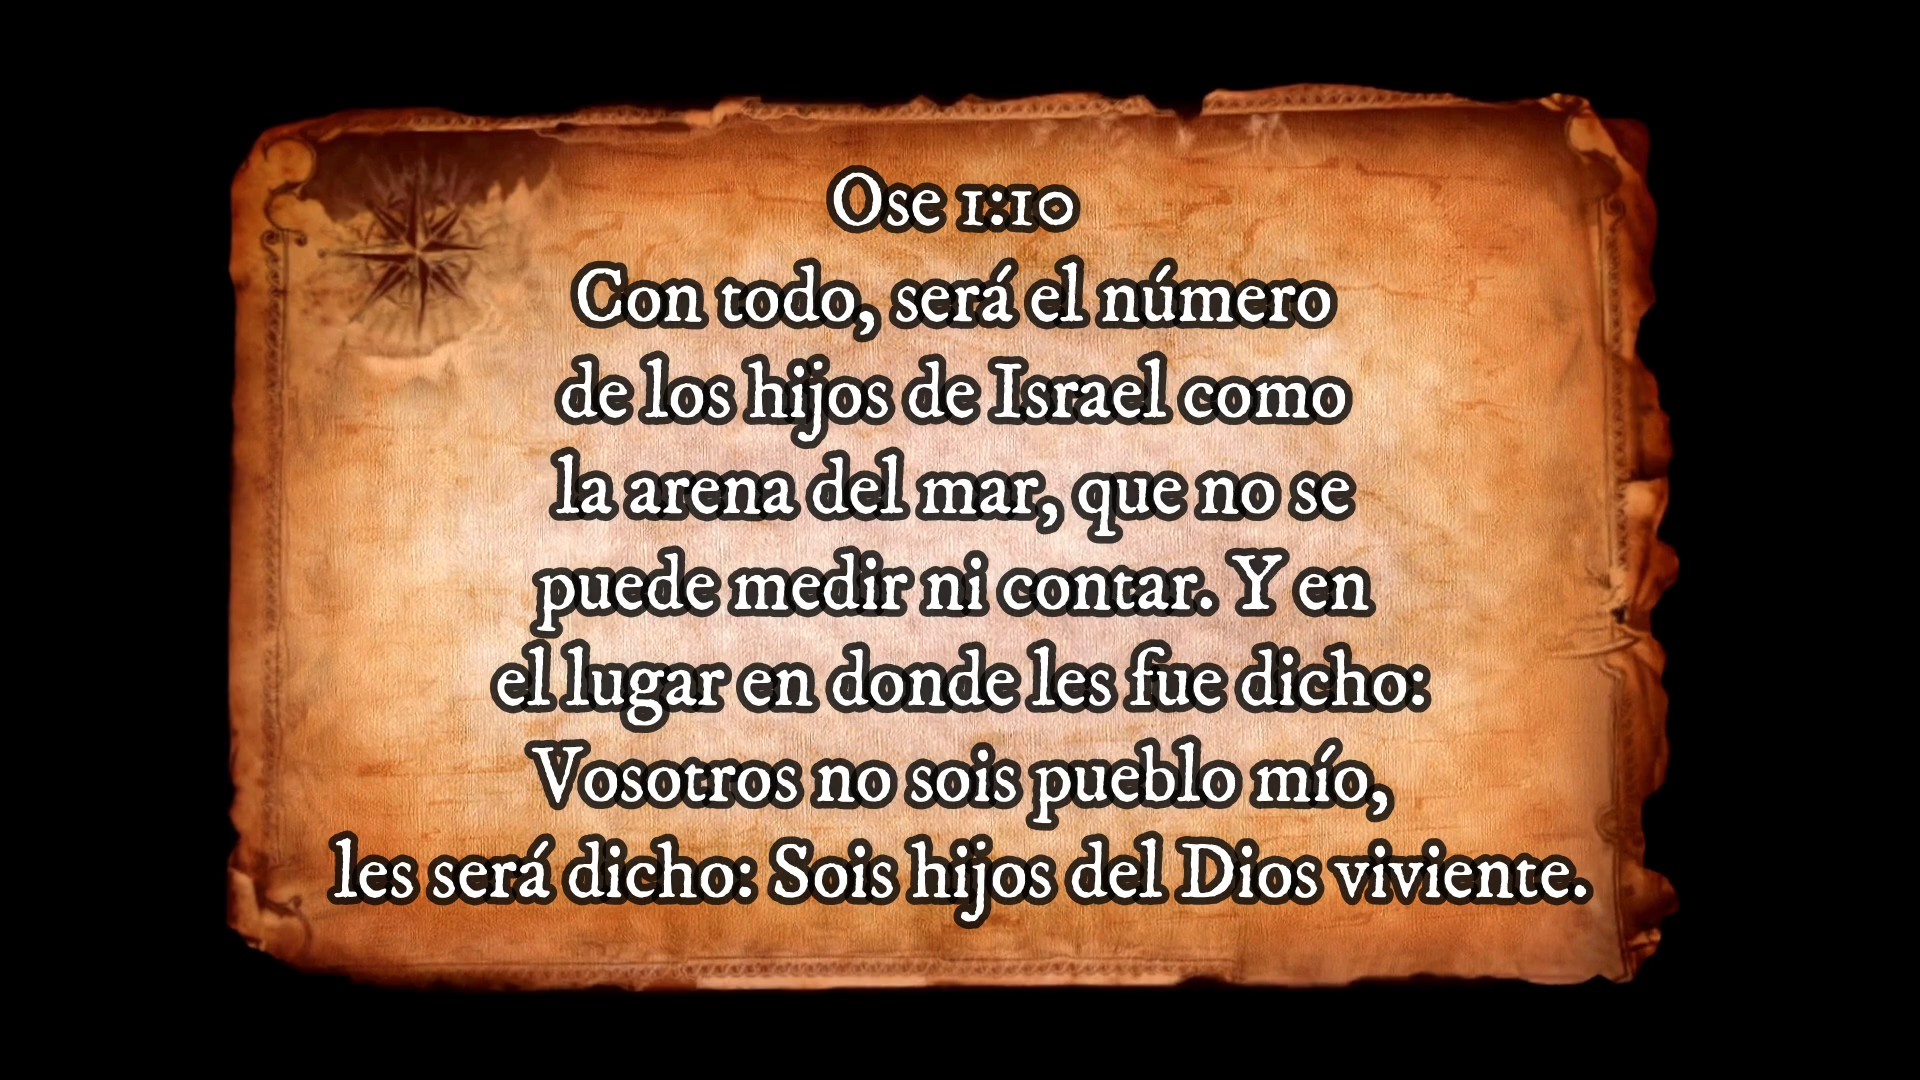 Ose 1:10
Con todo, será el número
de los hijos de Israel como
la arena del mar, que no se
puede medir ni contar. Y en
el lugar en donde les fue dicho:
Vosotros no sois pueblo mío,
les será dicho: Sois hijos del Dios viviente.